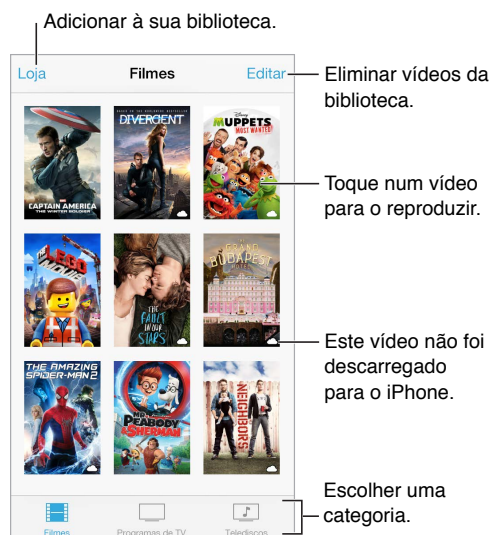 Adicionar à sua biblioteca.
Loja
Filmes
Editar
Eliminar vídeos da
biblioteca.
DIVERGENT
Disney
MUPPETS
MOST WANTED
CAPTAIN AMERICA
THE WINTER SOLDIER
Toque num vídeo
para o reproduzir.
THE LEGO
MOVIE
THE
FAULT
IN OUR
STARS
GRAND
BUDAPEST
HOTEL
Este vídeo não foi
descarregado
para o iPhone.
THE AMAZING
SPIDER-MAN 2
MR.
PEABODY
& SHERMAN
NEIGHBORS
Escolher uma
categoria.
Filmes
Programas de TV
Telediscos